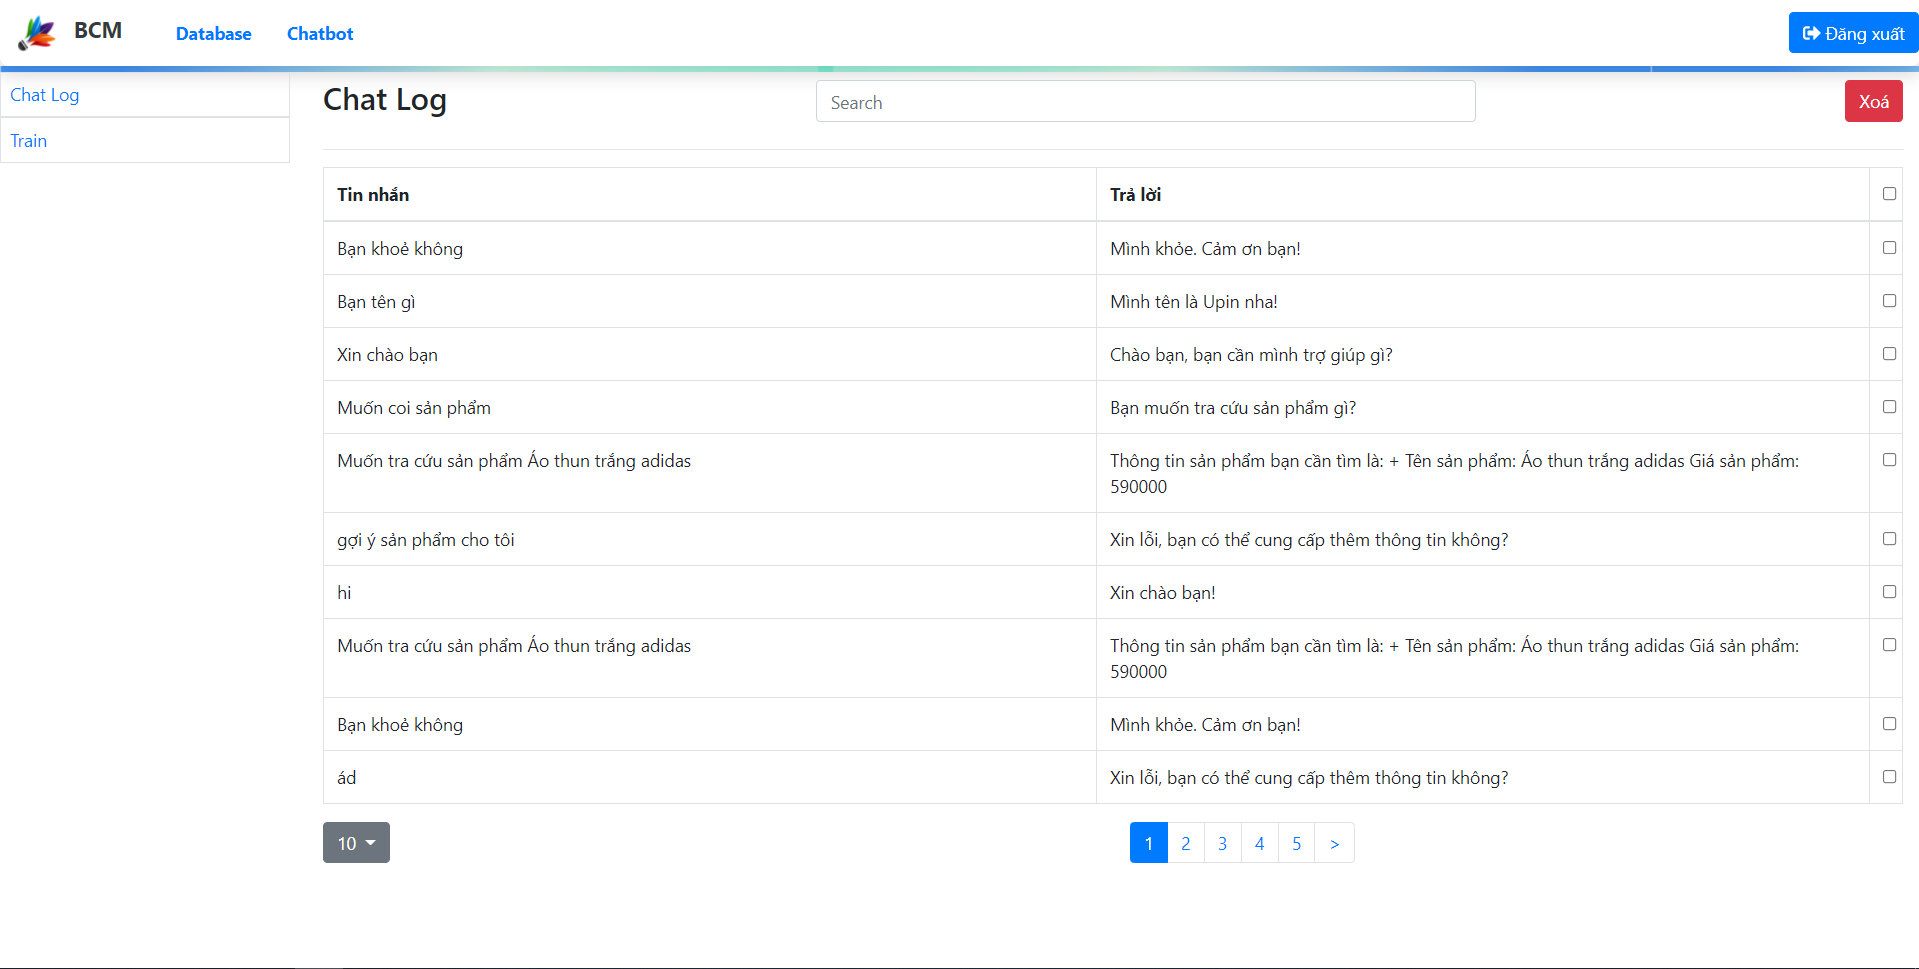 BCM Database Chatbot Đăng xuất
Chat Log
Train
Chat Log Search Xoá
Tin nhắn Trả lời
Bạn khoẻ không Mình khỏe. Cảm ơn bạn!
Bạn tên gì Mình tên là Upin nha!
Xin chào bạn Chào bạn, bạn cần mình trợ giúp gì?
Muốn coi sản phẩm Bạn muốn tra cứu sản phẩm gì?
Muốn tra cứu sản phẩm Áo thun trắng adidas Thông tin sản phẩm bạn cần tìm là: + Tên sản phẩm: Áo thun trắng adidas Giá sản phẩm:
590000
gợi ý sản phẩm cho tôi Xin lỗi, bạn có thể cung cấp thêm thông tin không?
hi Xin chào bạn!
Muốn tra cứu sản phẩm Áo thun trắng adidas Thông tin sản phẩm bạn cần tìm là: + Tên sản phẩm: Áo thun trắng adidas Giá sản phẩm:
590000
Bạn khoẻ không Mình khỏe. Cảm ơn bạn!
ád Xin lỗi, bạn có thể cung cấp thêm thông tin không?
10 1 2 3 4 5 >